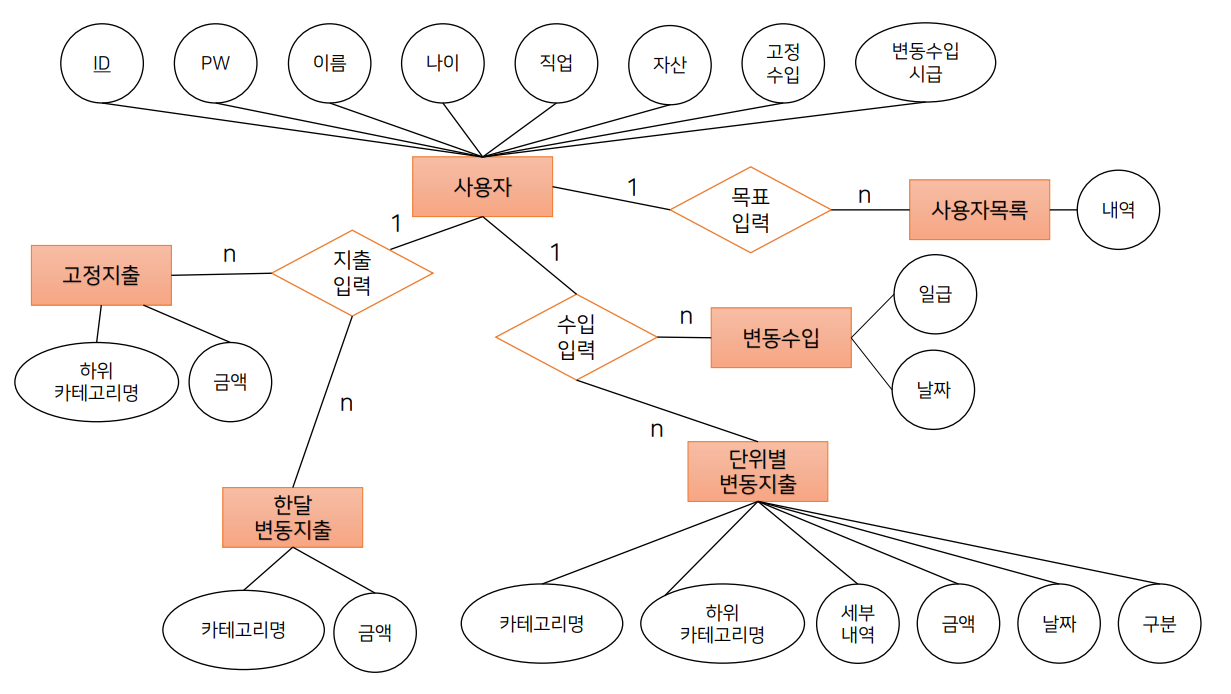 ID
PW
이름
나이
직업
자산
고정
수입
변동수입
시급
사용자
1
목표
입력
n
사용자목록
내역
1
1
고정지출
n
지출
입력
수입
입력
n
변동수입
일급
날짜
하위
카테고리명
금액
n
n
단위별
변동지출
한달
변동지출
카테고리명
금액
카테고리명
하위
카테고리명
세부
내역
금액
날짜
구분